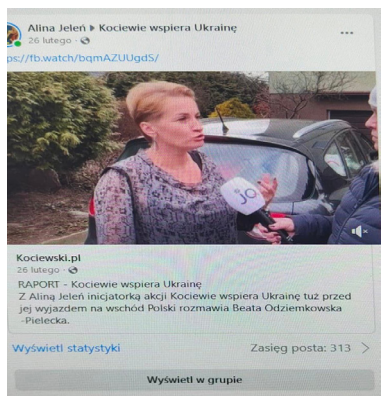 Alina Jeleń ▸ Kociewie wspiera Ukrainę
26 lutego ·
ps://fb.watch/bqmAZUUgdS/
jo
Kociewski.pl
26 lutego ·
RAPORT - Kociewie wspiera Ukrainę
Z Aliną Jeleń inicjatorką akcji Kociewie wspiera Ukrainę tuż przed
jej wyjazdem na wschód Polski rozmawia Beata Odziemkowska
-Pielecka.
Wyświetl statystyki
Zasięg posta: 313 >
Wyświetl w grupie